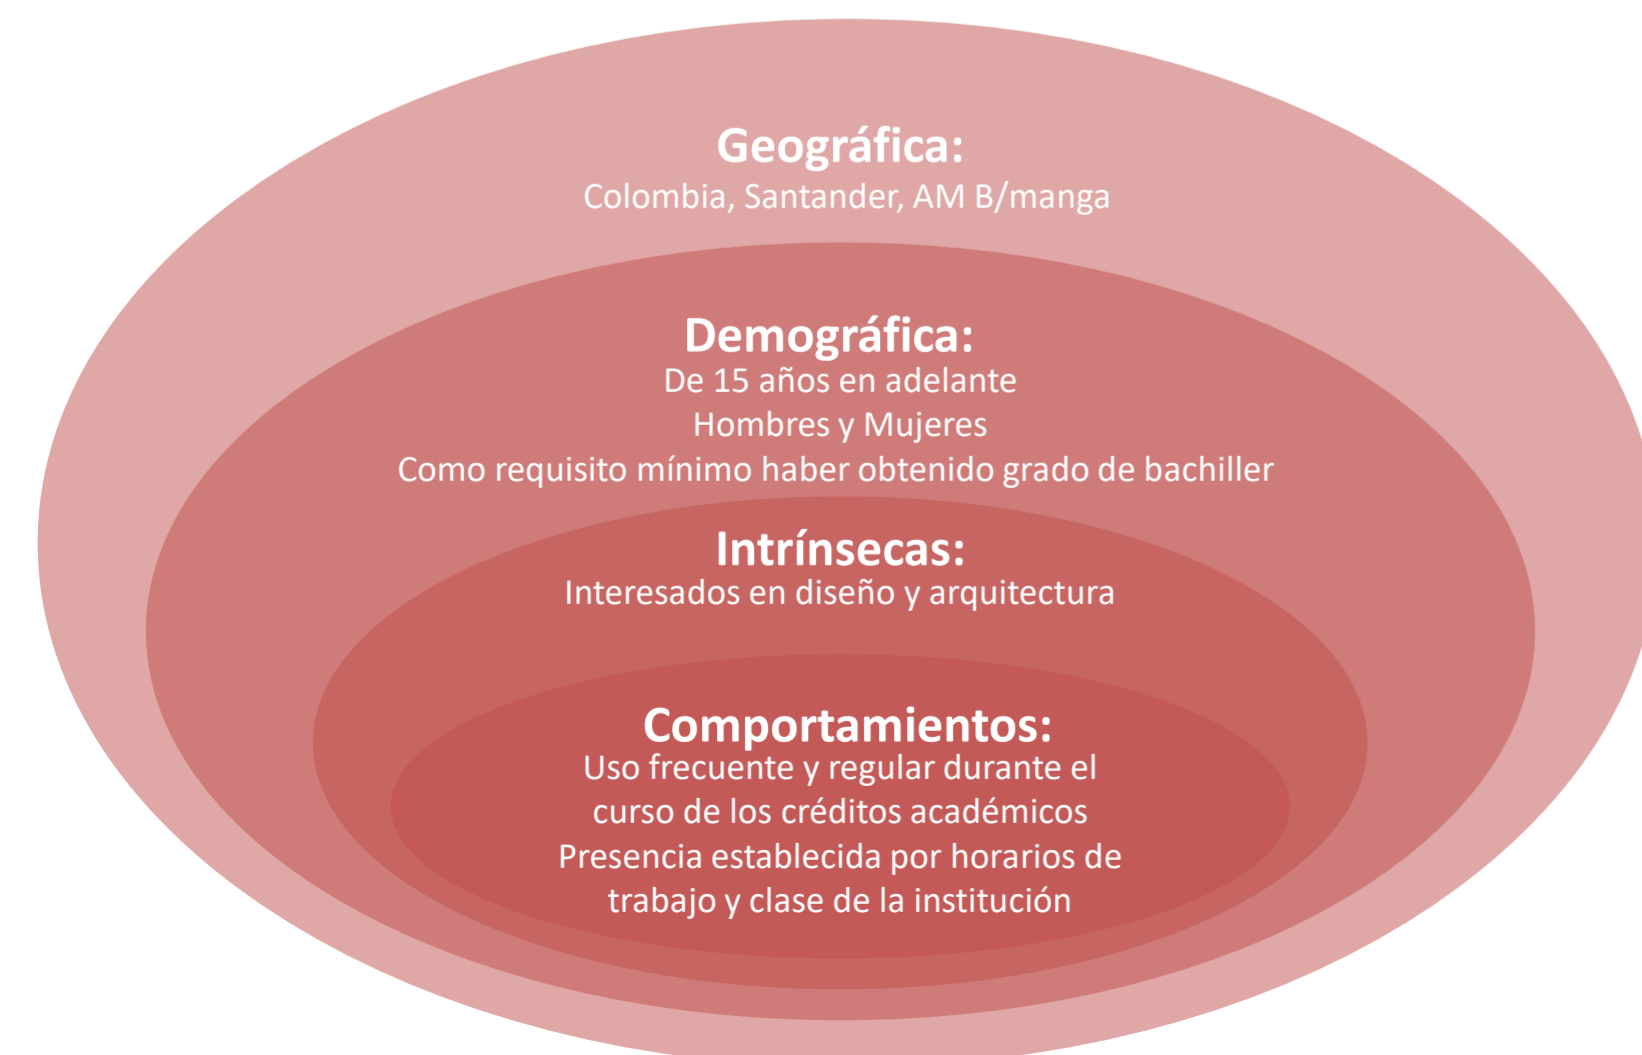 Geográfica:
Colombia, Santander, AM B/manga
Demográfica:
De 15 años en adelante
Hombres y Mujeres
Como requisito mínimo haber obtenido grado de bachiller
Intrínsecas:
Interesados en diseño y arquitectura
Comportamientos:
Uso frecuente y regular durante el
curso de los créditos académicos
Presencia establecida por horarios de
trabajo y clase de la institución